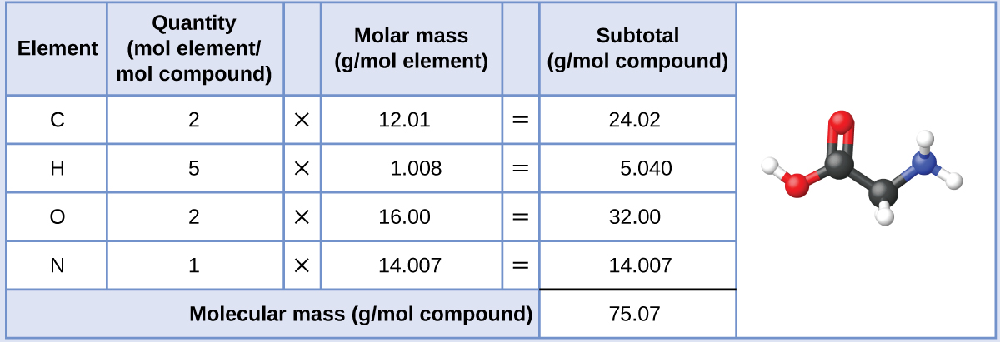 Element
Quantity
(mol element/
mol compound)
Molar mass
(g/mol element)
Subtotal
(g/mol compound)
C 2 × 12.01 = 24.02
H 5 × 1.008 = 5.040
O 2 × 16.00 = 32.00
N 1 × 14.007 = 14.007
Molecular mass (g/mol compound) 75.07